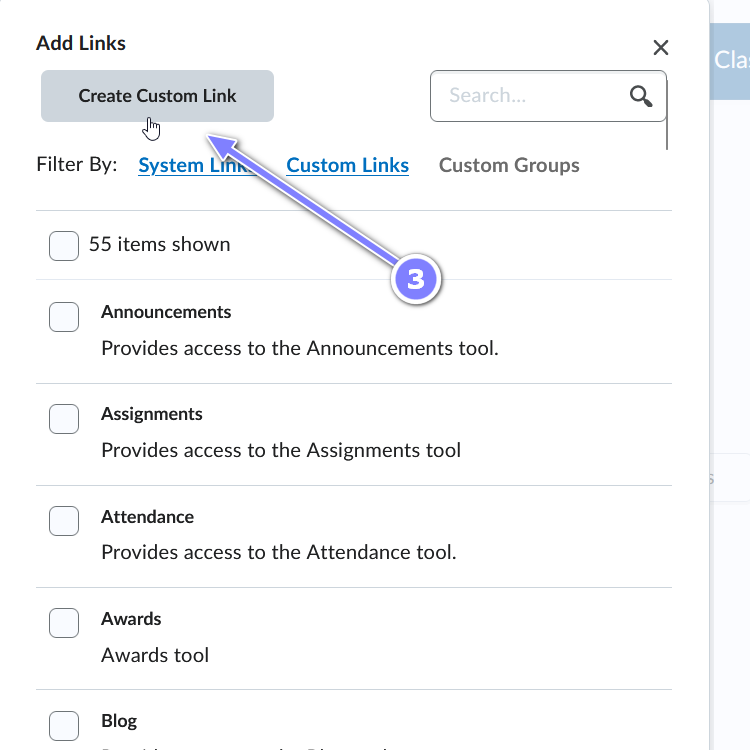 Add Links
Create Custom Link
Search...
Filter By: System Links Custom Links Custom Groups
55 items shown
3
Announcements
Provides access to the Announcements tool.
Assignments
Provides access to the Assignments tool
Attendance
Provides access to the Attendance tool.
Awards
Awards tool
Blog